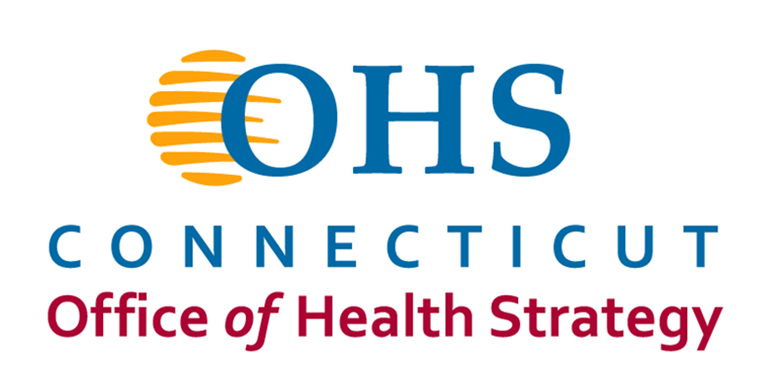 OHS
CONNECTICUT
Office of Health Strategy